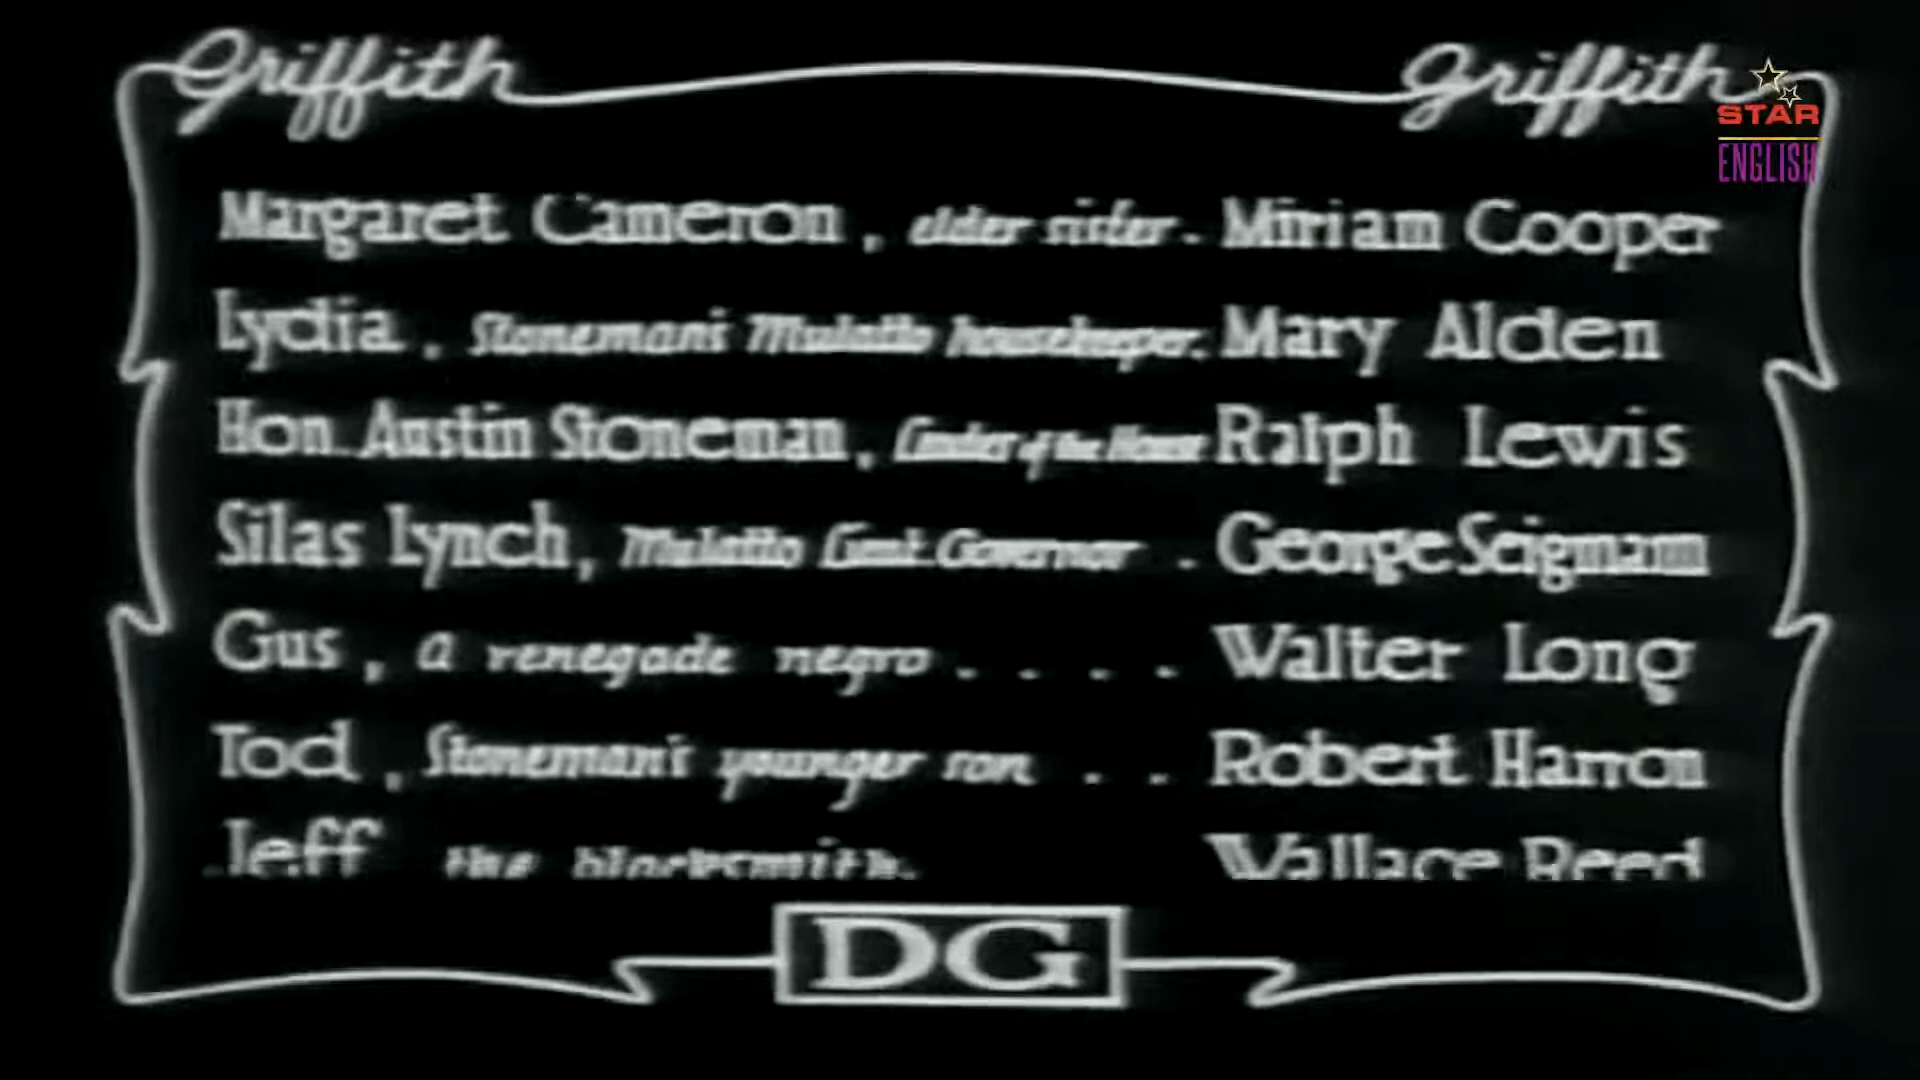 Griffith Griffith
STAR
ENGLISH
Margaret Cameron, elder sister. Miriam Cooper
Lydia, Stoneman's Mulatto housekeeper. Mary Alden
Hon. Austin Stoneman, Leader of the House Ralph Lewis
Silas Lynch, Mulatto Lieut. Governor . George Seigmann
Gus, a renegade negro . . . . Walter Long
Tod, Stoneman's younger son . . Robert Harron
Jeff the blacksmith. Wallace Reed
DG